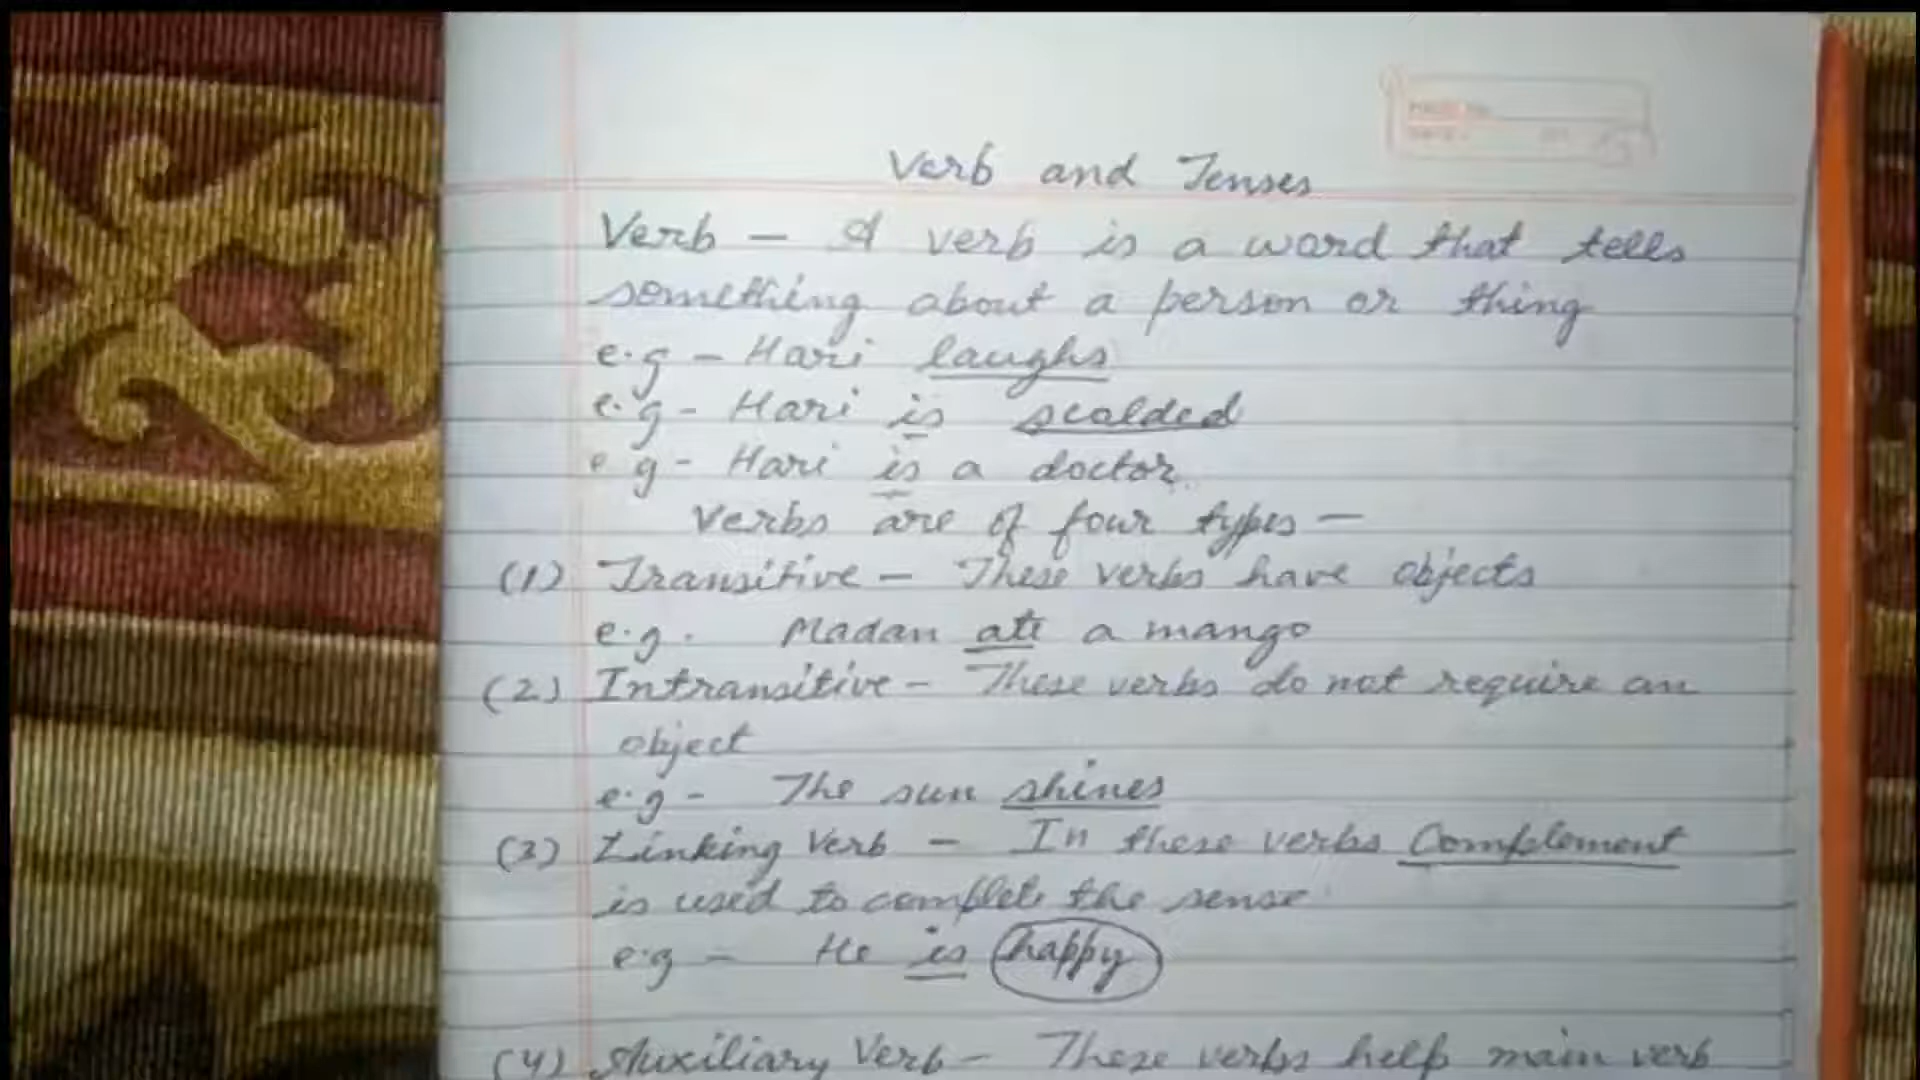 Verb and Tenses
Verb – A verb is a word that tells
something about a person or thing
e.g – Hari laughs
e.g – Hari is scolded
e g – Hari is a doctor
Verbs are of four types –
(1) Transitive – These verbs have objects
e.g. Madan ate a mango
(2) Intransitive – These verbs do not require an
object
e.g – The sun shines
(3) Linking Verb – In these verbs Complement
is used to complete the sense
e.g – He is happy
(4) Auxiliary Verb – These verbs help main verb